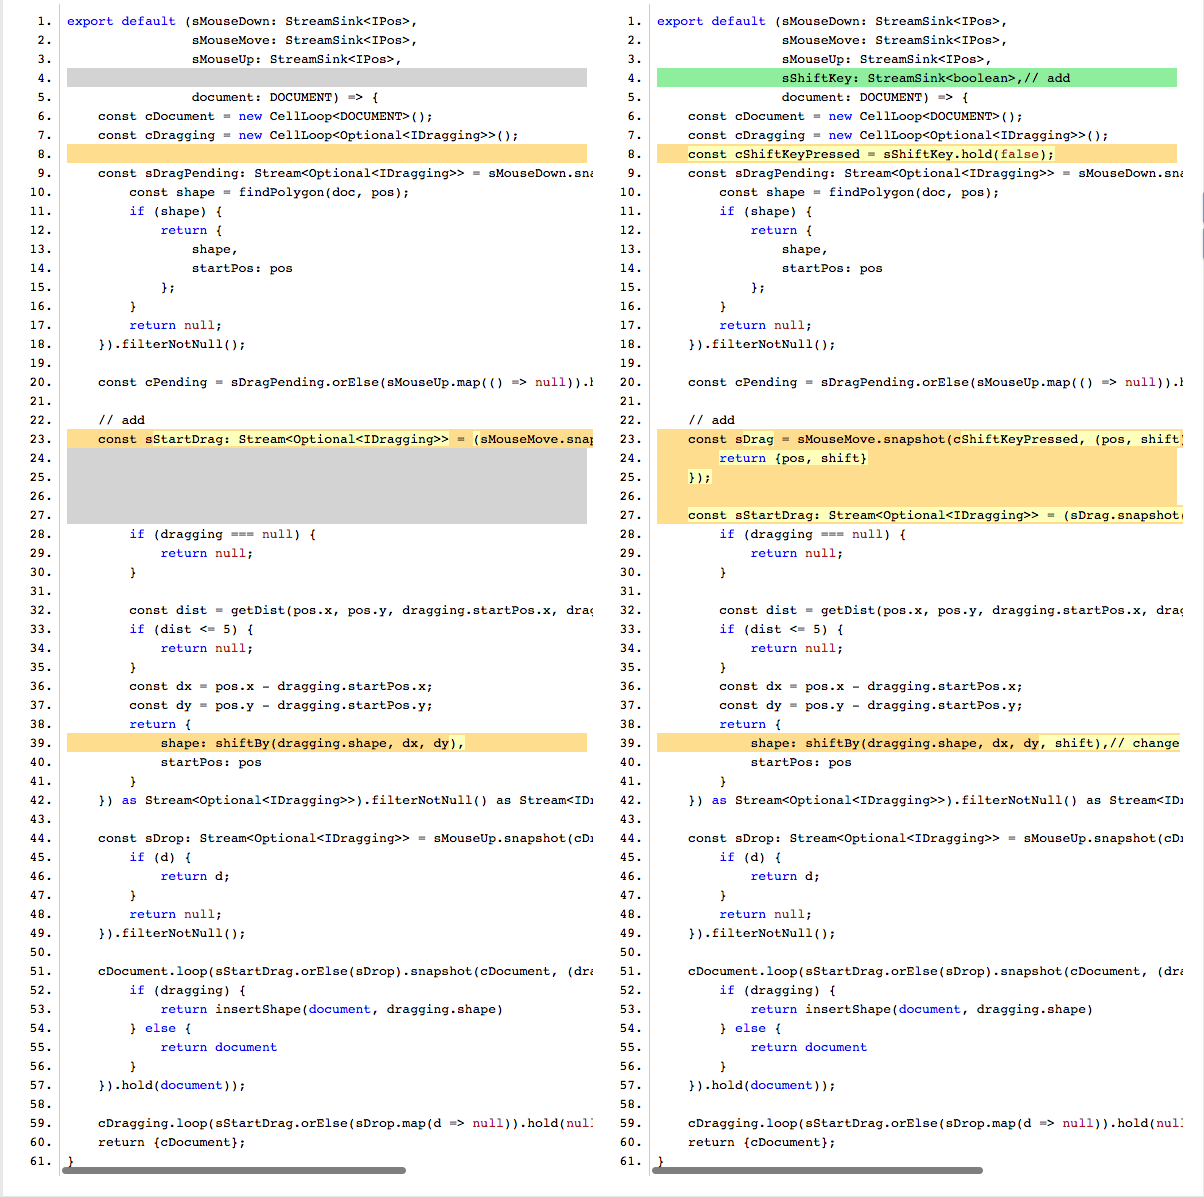 1. export default (sMouseDown: StreamSink<IPos>,
2. sMouseMove: StreamSink<IPos>,
3. sMouseUp: StreamSink<IPos>,
4.
5. document: DOCUMENT) => {
6. const cDocument = new CellLoop<DOCUMENT>();
7. const cDragging = new CellLoop<Optional<IDragging>>();
8.
9. const sDragPending: Stream<Optional<IDragging>> = sMouseDown.sna
10. const shape = findPolygon(doc, pos);
11. if (shape) {
12. return {
13. shape,
14. startPos: pos
15. };
16. }
17. return null;
18. }).filterNotNull();
19.
20. const cPending = sDragPending.orElse(sMouseUp.map(() => null)).h
21.
22. // add
23. const sStartDrag: Stream<Optional<IDragging>> = (sMouseMove.snap
24.
25.
26.
27.
28. if (dragging === null) {
29. return null;
30. }
31.
32. const dist = getDist(pos.x, pos.y, dragging.startPos.x, drag
33. if (dist <= 5) {
34. return null;
35. }
36. const dx = pos.x - dragging.startPos.x;
37. const dy = pos.y - dragging.startPos.y;
38. return {
39. shape: shiftBy(dragging.shape, dx, dy),
40. startPos: pos
41. }
42. }) as Stream<Optional<IDragging>>).filterNotNull() as Stream<ID
43.
44. const sDrop: Stream<Optional<IDragging>> = sMouseUp.snapshot(cD
45. if (d) {
46. return d;
47. }
48. return null;
49. }).filterNotNull();
50.
51. cDocument.loop(sStartDrag.orElse(sDrop).snapshot(cDocument, (dra
52. if (dragging) {
53. return insertShape(document, dragging.shape)
54. } else {
55. return document
56. }
57. }).hold(document));
58.
59. cDragging.loop(sStartDrag.orElse(sDrop.map(d => null)).hold(null
60. return {cDocument};
61. }
1. export default (sMouseDown: StreamSink<IPos>,
2. sMouseMove: StreamSink<IPos>,
3. sMouseUp: StreamSink<IPos>,
4. sShiftKey: StreamSink<boolean>,// add
5. document: DOCUMENT) => {
6. const cDocument = new CellLoop<DOCUMENT>();
7. const cDragging = new CellLoop<Optional<IDragging>>();
8. const cShiftKeyPressed = sShiftKey.hold(false);
9. const sDragPending: Stream<Optional<IDragging>> = sMouseDown.sna
10. const shape = findPolygon(doc, pos);
11. if (shape) {
12. return {
13. shape,
14. startPos: pos
15. };
16. }
17. return null;
18. }).filterNotNull();
19.
20. const cPending = sDragPending.orElse(sMouseUp.map(() => null)).h
21.
22. // add
23. const sDrag = sMouseMove.snapshot(cShiftKeyPressed, (pos, shift)
24. return {pos, shift}
25. });
26.
27. const sStartDrag: Stream<Optional<IDragging>> = (sDrag.snapshot(
28. if (dragging === null) {
29. return null;
30. }
31.
32. const dist = getDist(pos.x, pos.y, dragging.startPos.x, drag
33. if (dist <= 5) {
34. return null;
35. }
36. const dx = pos.x - dragging.startPos.x;
37. const dy = pos.y - dragging.startPos.y;
38. return {
39. shape: shiftBy(dragging.shape, dx, dy, shift),// change
40. startPos: pos
41. }
42. }) as Stream<Optional<IDragging>>).filterNotNull() as Stream<ID
43.
44. const sDrop: Stream<Optional<IDragging>> = sMouseUp.snapshot(cD
45. if (d) {
46. return d;
47. }
48. return null;
49. }).filterNotNull();
50.
51. cDocument.loop(sStartDrag.orElse(sDrop).snapshot(cDocument, (dra
52. if (dragging) {
53. return insertShape(document, dragging.shape)
54. } else {
55. return document
56. }
57. }).hold(document));
58.
59. cDragging.loop(sStartDrag.orElse(sDrop.map(d => null)).hold(null
60. return {cDocument};
61. }